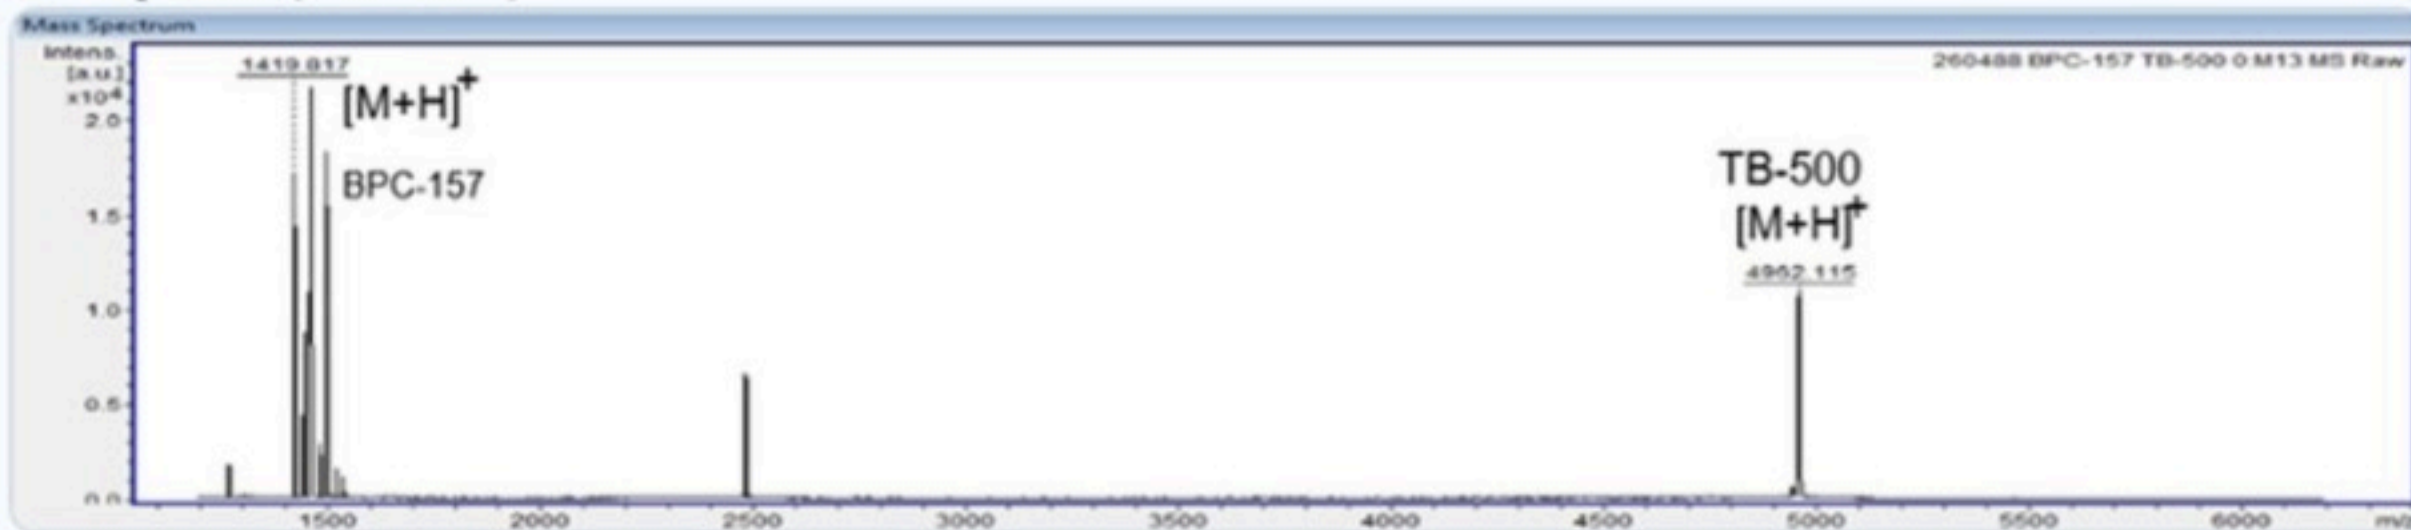 Mass Spectrum
Intens.
[a.u.]
x10⁴
260488 BPC-157 TB-500 0:M13 MS Raw
1419.817
[M+H]⁺
BPC-157
TB-500
[M+H]⁺
4962.115
2.0
1.5
1.0
0.5
0.0
1500 2000 2500 3000 3500 4000 4500 5000 5500 6000